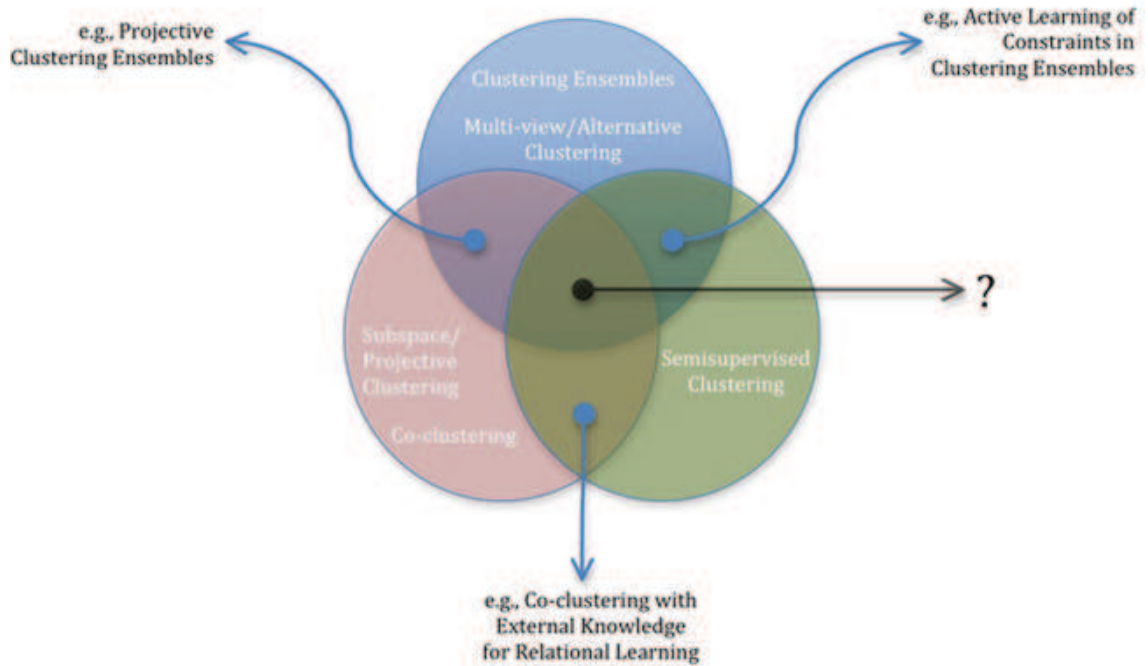 e.g., Projective
Clustering Ensembles
e.g., Active Learning of
Constraints in
Clustering Ensembles
Clustering Ensembles
Multi-view/Alternative
Clustering
?
Subspace/
Projective
Clustering
Co-clustering
Semisupervised
Clustering
e.g., Co-clustering with
External Knowledge
for Relational Learning